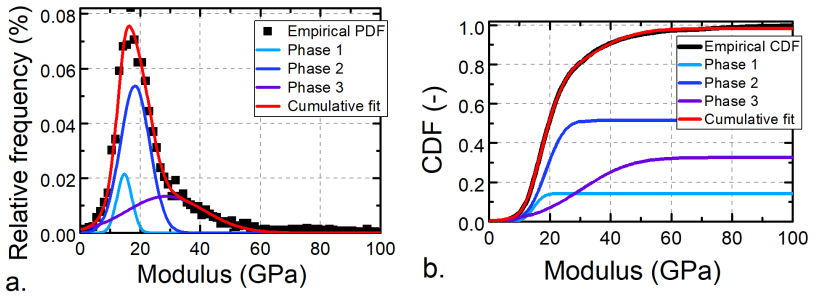 Relative frequency (%)
0.08
0.06
0.04
0.02
0.00
Empirical PDF
Phase 1
Phase 2
Phase 3
Cumulative fit
0 20 40 60 80 100
Modulus (GPa)
a.
CDF (-)
1.0
0.8
0.6
0.4
0.2
0.0
Empirical CDF
Phase 1
Phase 2
Phase 3
Cumulative fit
0 20 40 60 80 100
Modulus (GPa)
b.